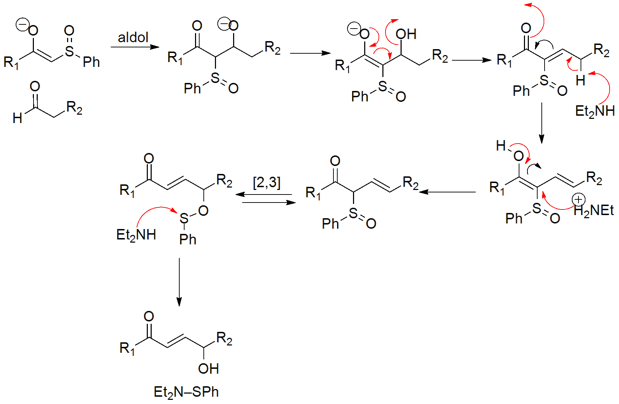 ⊖
O
O
S
Ph
R1
aldol
O
⊖
O
R1
R2
Ph
S
O
⊖
O
OH
R1
R2
Ph
S
O
O
R1
R2
H
Ph
S
O
Et2NH
H
O
R2
H
O
R1
R2
Ph
S
O
⊕
H2NEt
O
R1
R2
Ph
S
O
[2,3]
O
R1
R2
O
S
Ph
Et2NH
O
R1
R2
OH
Et2N–SPh